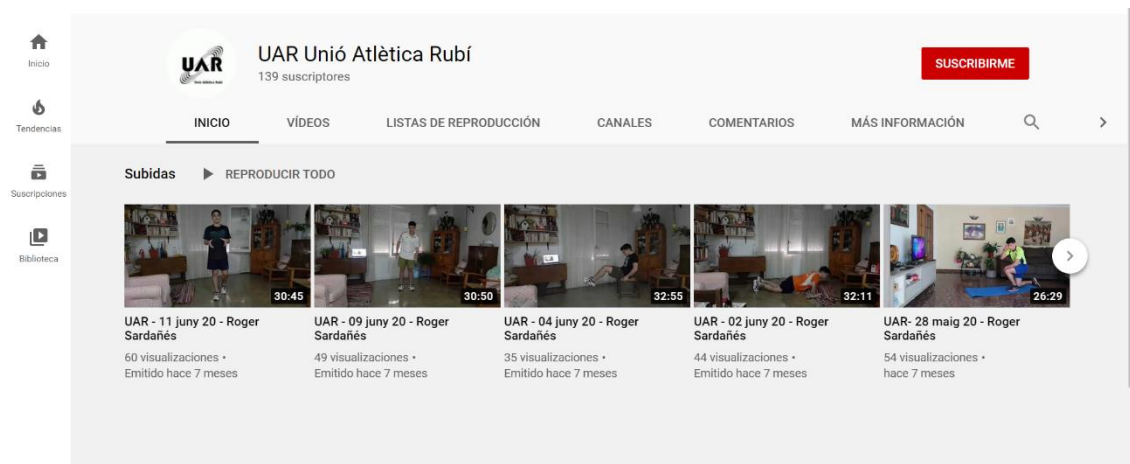 Inicio
Tendencias
Suscripciones
Biblioteca
UAR
UAR Unió Atlètica Rubí
139 suscriptores
SUSCRIBIRME
INICIO VÍDEOS LISTAS DE REPRODUCCIÓN CANALES COMENTARIOS MÁS INFORMACIÓN
Subidas REPRODUCIR TODO
30:45 30:50 32:55 32:11 26:29
UAR - 11 juny 20 - Roger
Sardañés
60 visualizaciones •
Emitido hace 7 meses
UAR - 09 juny 20 - Roger
Sardañés
49 visualizaciones •
Emitido hace 7 meses
UAR - 04 juny 20 - Roger
Sardañés
35 visualizaciones •
Emitido hace 7 meses
UAR - 02 juny 20 - Roger
Sardañés
44 visualizaciones •
Emitido hace 7 meses
UAR- 28 maig 20 - Roger
Sardañés
54 visualizaciones •
hace 7 meses